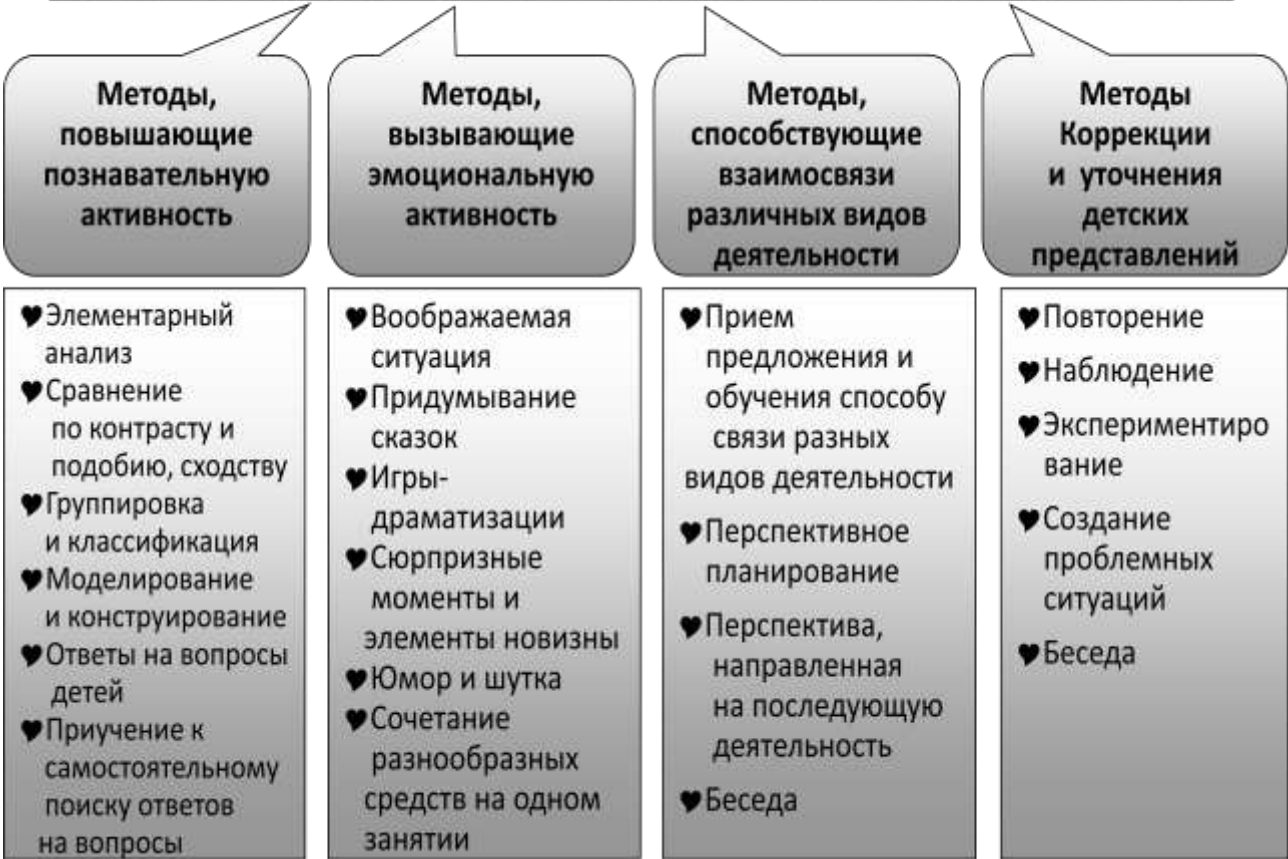 Методы,
повышающие
познавательную
активность
Методы,
вызывающие
эмоциональную
активность
Методы,
способствующие
взаимосвязи
различных видов
деятельности
Методы
Коррекции
и уточнения
детских
представлений
♥Элементарный
анализ
♥Сравнение
по контрасту и
подобию, сходству
♥Группировка
и классификация
♥Моделирование
и конструирование
♥Ответы на вопросы
детей
♥Приучение к
самостоятельному
поиску ответов
на вопросы
♥Воображаемая
ситуация
♥Придумывание
сказок
♥Игры-
драматизации
♥Сюрпризные
моменты и
элементы новизны
♥Юмор и шутка
♥Сочетание
разнообразных
средств на одном
занятии
♥Прием
предложения и
обучения способу
связи разных
видов деятельности
♥Перспективное
планирование
♥Перспектива,
направленная
на последующую
деятельность
♥Беседа
♥Повторение
♥Наблюдение
♥Экспериментиро
вание
♥Создание
проблемных
ситуаций
♥Беседа